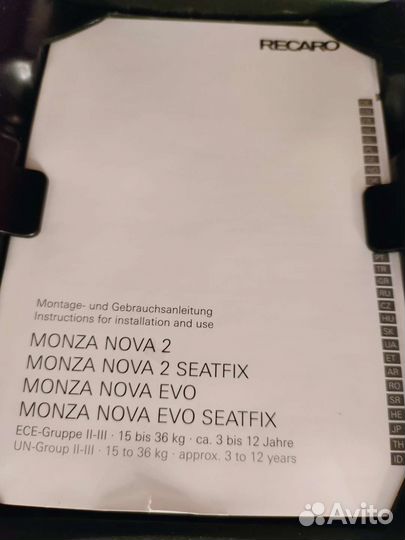 RECARO
PT
TR
GR
RU
CZ
HU
SK
UA
ET
AR
RO
SR
HE
JP
TH
ID
Montage- und Gebrauchsanleitung
Instructions for installation and use
MONZA NOVA 2
MONZA NOVA 2 SEATFIX
MONZA NOVA EVO
MONZA NOVA EVO SEATFIX
ECE-Gruppe II-III · 15 bis 36 kg · ca. 3 bis 12 Jahre
UN-Group II-III · 15 to 36 kg · approx. 3 to 12 years
Avito